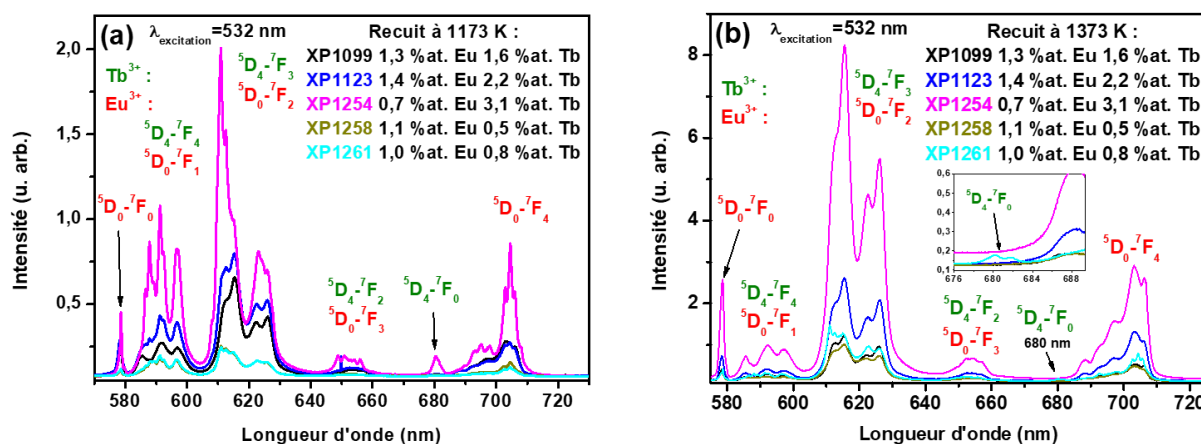 (a)
λexcitation =532 nm
Recuit à 1173 K :
XP1099 1,3 %at. Eu 1,6 %at. Tb
XP1123 1,4 %at. Eu 2,2 %at. Tb
XP1254 0,7 %at. Eu 3,1 %at. Tb
XP1258 1,1 %at. Eu 0,5 %at. Tb
XP1261 1,0 %at. Eu 0,8 %at. Tb
Tb³⁺ :
Eu³⁺ :
⁵D₄-⁷F₃
⁵D₀-⁷F₂
⁵D₄-⁷F₄
⁵D₀-⁷F₁
⁵D₀-⁷F₀
⁵D₀-⁷F₄
⁵D₄-⁷F₂
⁵D₀-⁷F₃
⁵D₄-⁷F₀
2,0
1,5
1,0
0,5
Intensité (u. arb.)
580 600 620 640 660 680 700 720
Longueur d'onde (nm)
(b)
λexcitation =532 nm
Recuit à 1373 K :
XP1099 1,3 %at. Eu 1,6 %at. Tb
XP1123 1,4 %at. Eu 2,2 %at. Tb
XP1254 0,7 %at. Eu 3,1 %at. Tb
XP1258 1,1 %at. Eu 0,5 %at. Tb
XP1261 1,0 %at. Eu 0,8 %at. Tb
Tb³⁺ :
Eu³⁺ :
⁵D₄-⁷F₃
⁵D₀-⁷F₂
⁵D₀-⁷F₀
⁵D₄-⁷F₀
0,6
0,5
0,4
0,3
0,2
0,1
676 680 684 688
⁵D₀-⁷F₄
⁵D₄-⁷F₄
⁵D₀-⁷F₁
⁵D₄-⁷F₂
⁵D₀-⁷F₃
⁵D₄-⁷F₀
680 nm
8
6
4
2
Intensité (u. arb.)
580 600 620 640 660 680 700 720
Longueur d'onde (nm)